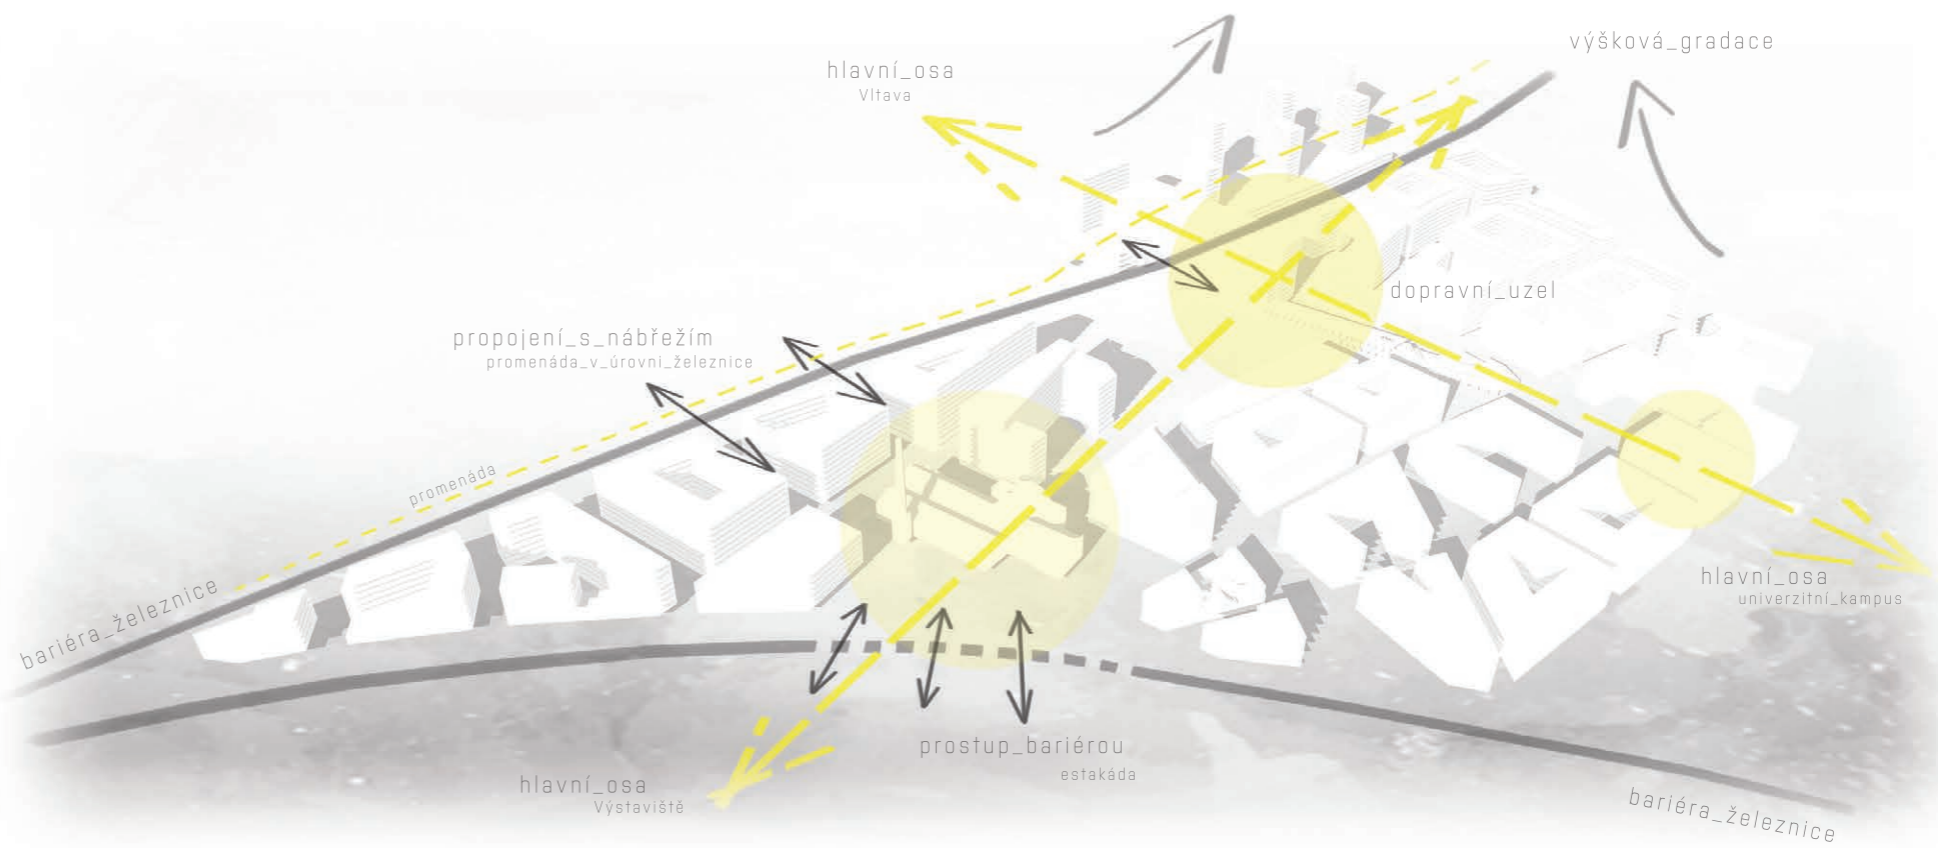 výšková_gradace
hlavní_osa
Vltava
dopravní_uzel
propojení_s_nábřežím
promenáda_v_úrovni_železnice
promenáda
bariéra_železnice
hlavní_osa
univerzitní_kampus
prostup_bariérou
estakáda
hlavní_osa
Výstaviště
bariéra_železnice